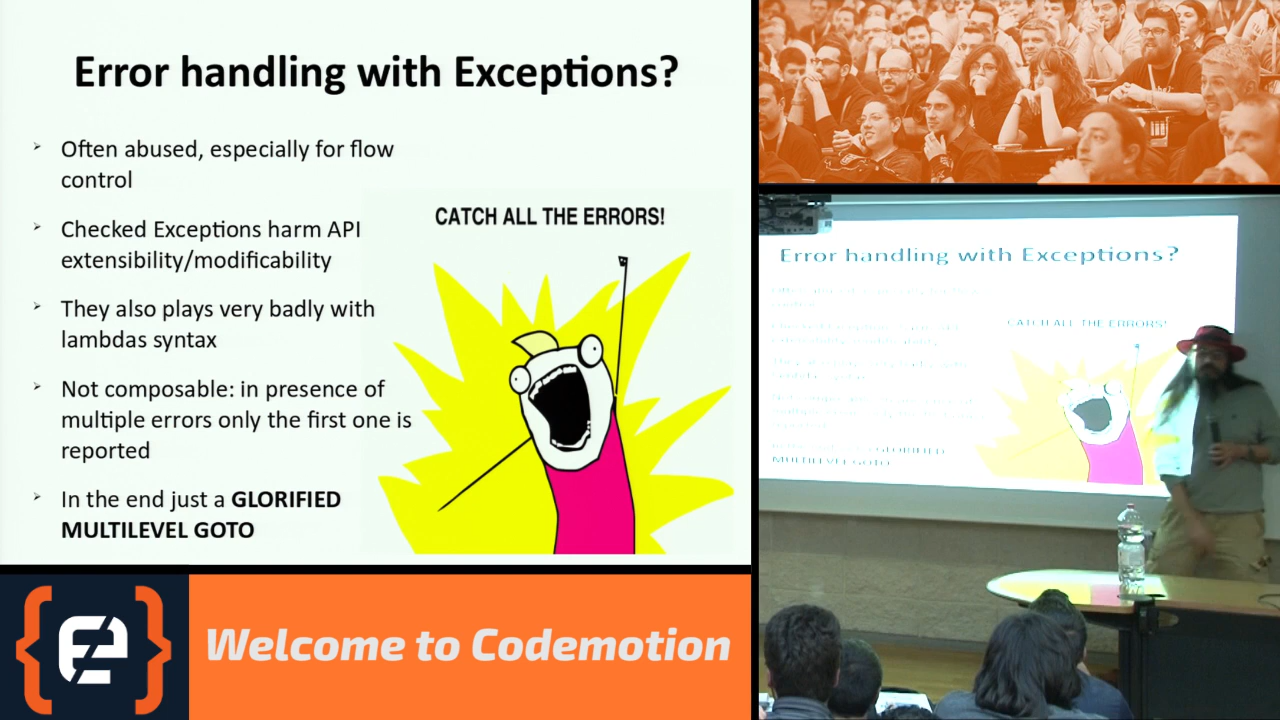 Error handling with Exceptions?
Often abused, especially for flow
control
Checked Exceptions harm API
extensibility/modificability
They also plays very badly with
lambdas syntax
Not composable: in presence of
multiple errors only the first one is
reported
In the end just a GLORIFIED
MULTILEVEL GOTO
CATCH ALL THE ERRORS!
Welcome to Codemotion
Error handling with Exceptions?
CATCH ALL THE ERRORS!
GLORIFIED
MULTILEVEL GOTO